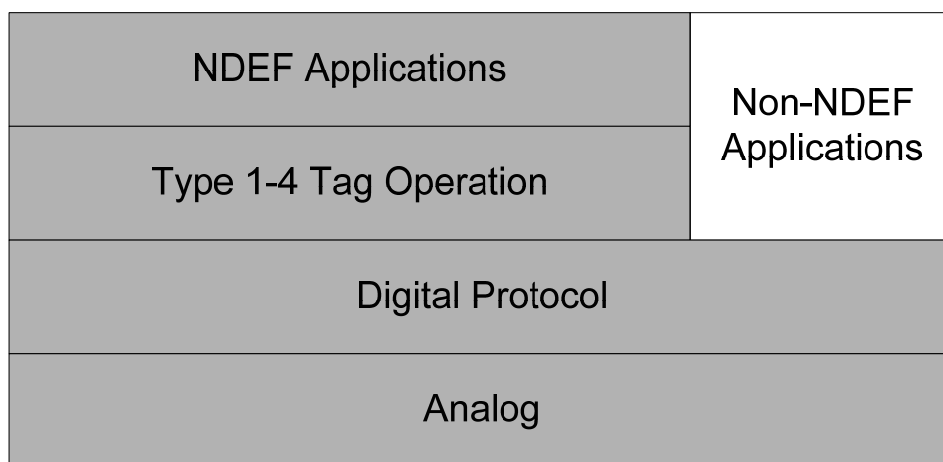 NDEF Applications
Non-NDEF
Applications
Type 1-4 Tag Operation
Digital Protocol
Analog